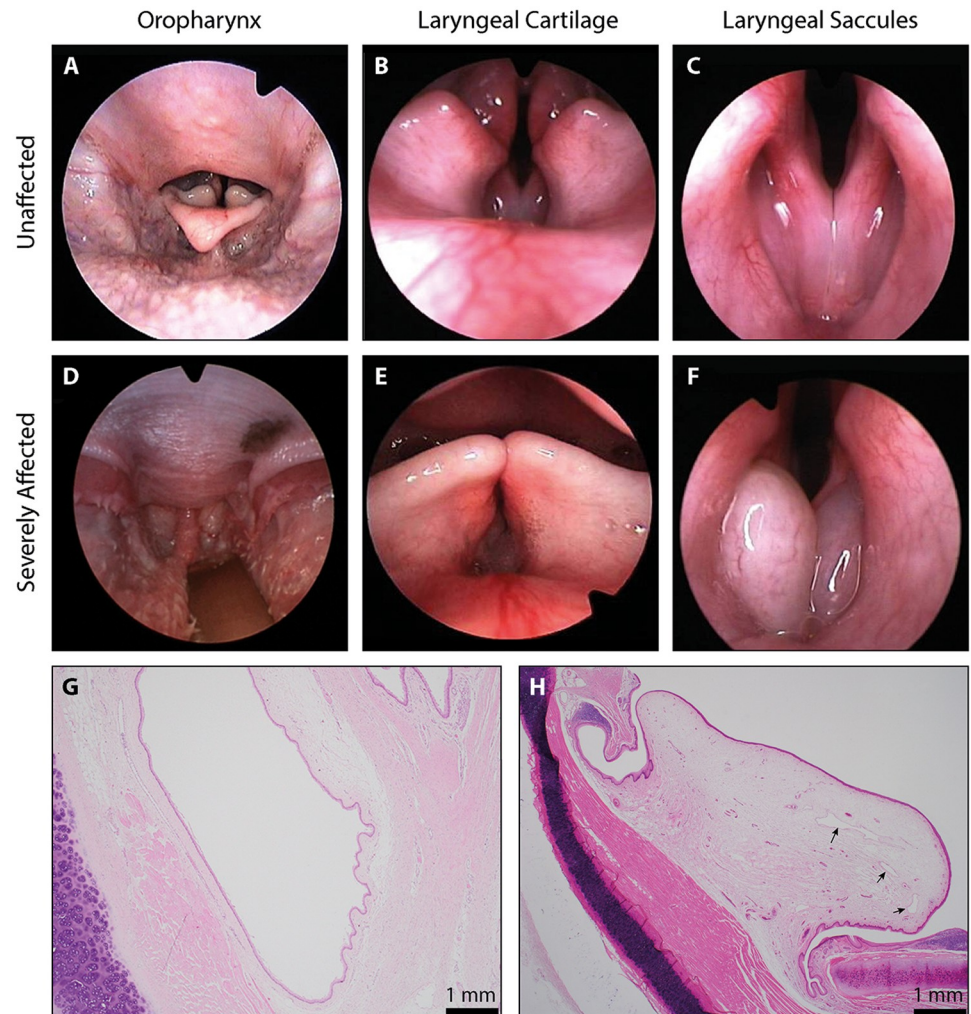 Oropharynx
Laryngeal Cartilage
Laryngeal Saccules
Unaffected
A
B
C
Severely Affected
D
E
F
G
1 mm
H
1 mm